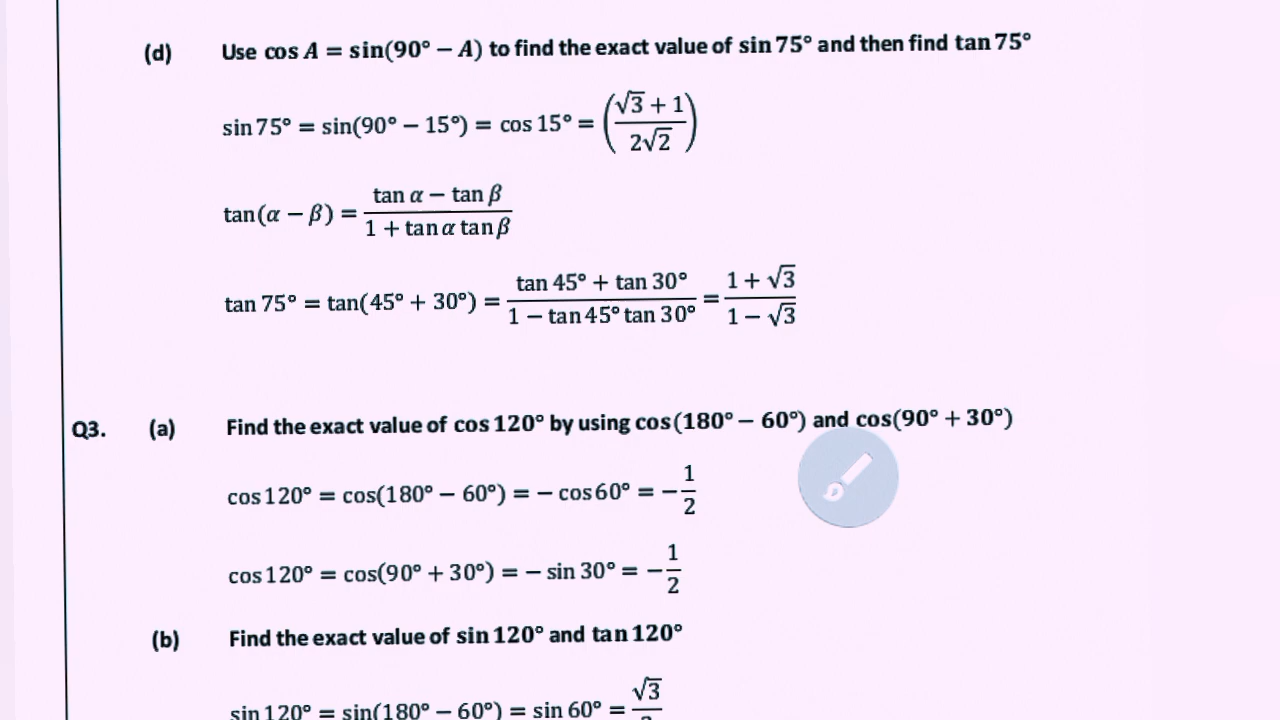 (d) Use cos A = sin(90° − A) to find the exact value of sin 75° and then find tan 75°
sin 75° = sin(90° − 15°) = cos 15° = ((√3 + 1)/(2√2))
tan(α − β) = (tan α − tan β)/(1 + tan α tan β)
tan 75° = tan(45° + 30°) = (tan 45° + tan 30°)/(1 − tan 45° tan 30°) = (1 + √3)/(1 − √3)
Q3. (a) Find the exact value of cos 120° by using cos(180° − 60°) and cos(90° + 30°)
cos 120° = cos(180° − 60°) = − cos 60° = −1/2
cos 120° = cos(90° + 30°) = − sin 30° = −1/2
(b) Find the exact value of sin 120° and tan 120°
sin 120° = sin(180° − 60°) = sin 60° = √3